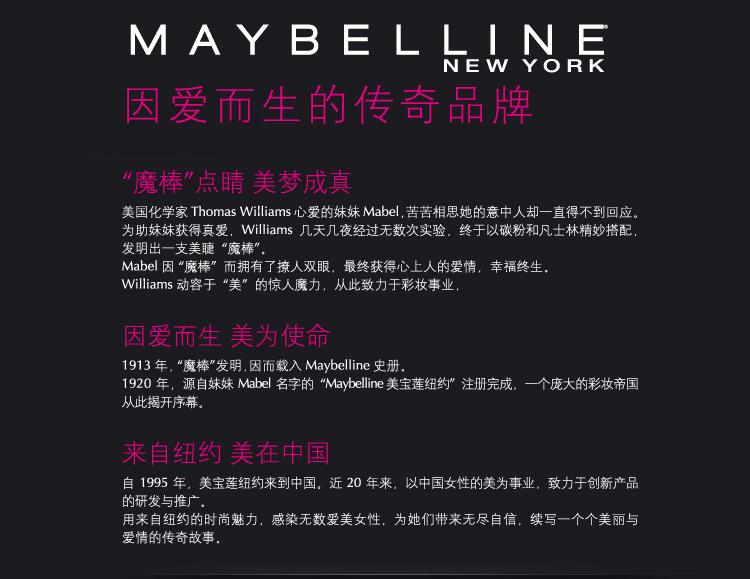 MAYBELLINE
NEW YORK
因爱而生的传奇品牌
“魔棒”点睛 美梦成真
美国化学家 Thomas Williams 心爱的妹妹 Mabel, 苦苦相思她的意中人却一直得不到回应。
为助妹妹获得真爱，Williams 几天几夜经过无数次实验，终于以碳粉和凡士林精妙搭配，
发明出一支美睫“魔棒”。
Mabel 因“魔棒”而拥有了撩人双眼，最终获得心上人的爱情，幸福终生。
Williams 动容于“美”的惊人魔力，从此致力于彩妆事业，
因爱而生 美为使命
1913 年,“魔棒”发明,因而载入 Maybelline 史册。
1920 年，源自妹妹 Mabel 名字的“Maybelline 美宝莲纽约”注册完成，一个庞大的彩妆帝国
从此揭开序幕。
来自纽约 美在中国
自 1995 年，美宝莲纽约来到中国。近 20 年来，以中国女性的美为事业，致力于创新产品
的研发与推广。
用来自纽约的时尚魅力，感染无数爱美女性，为她们带来无尽自信，续写一个个美丽与
爱情的传奇故事。